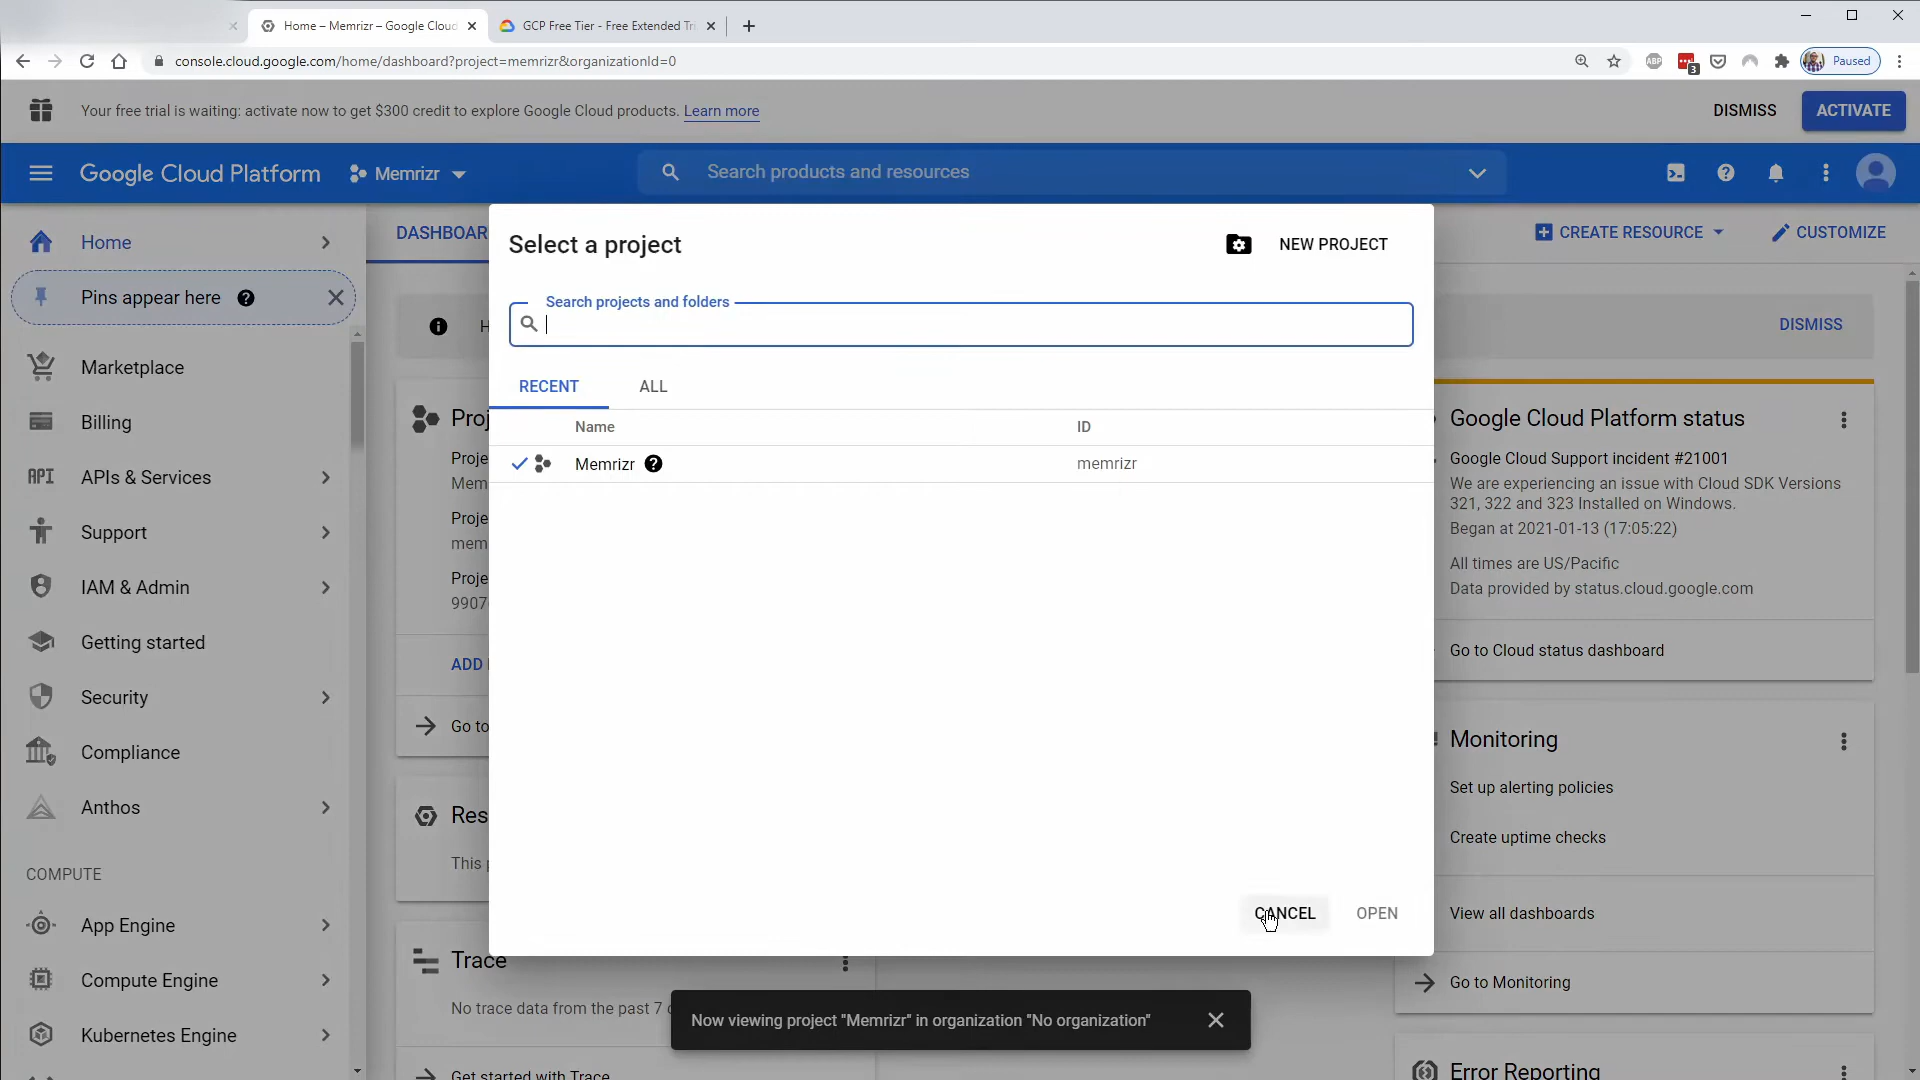 Home – Memrizr – Google Cloud
GCP Free Tier - Free Extended Tri
console.cloud.google.com/home/dashboard?project=memrizr&organizationId=0
ABP
3
Paused
Your free trial is waiting: activate now to get $300 credit to explore Google Cloud products. Learn more
DISMISS
ACTIVATE
Google Cloud Platform
Memrizr
Search products and resources
Home
Pins appear here
Marketplace
Billing
API
APIs & Services
Support
IAM & Admin
Getting started
Security
Compliance
Anthos
COMPUTE
App Engine
Compute Engine
Kubernetes Engine
DASHBOAR
CREATE RESOURCE
CUSTOMIZE
H
DISMISS
Proj
Proje
Mem
Proje
mem
Proje
9907
ADD
Go to
Res
This p
Trace
No trace data from the past 7 d
Get started with Trace
Select a project
NEW PROJECT
Search projects and folders
RECENT
ALL
Name
ID
Memrizr
memrizr
CANCEL
OPEN
Now viewing project "Memrizr" in organization "No organization"
Google Cloud Platform status
Google Cloud Support incident #21001
We are experiencing an issue with Cloud SDK Versions
321, 322 and 323 Installed on Windows.
Began at 2021-01-13 (17:05:22)
All times are US/Pacific
Data provided by status.cloud.google.com
Go to Cloud status dashboard
Monitoring
Set up alerting policies
Create uptime checks
View all dashboards
Go to Monitoring
Error Reporting